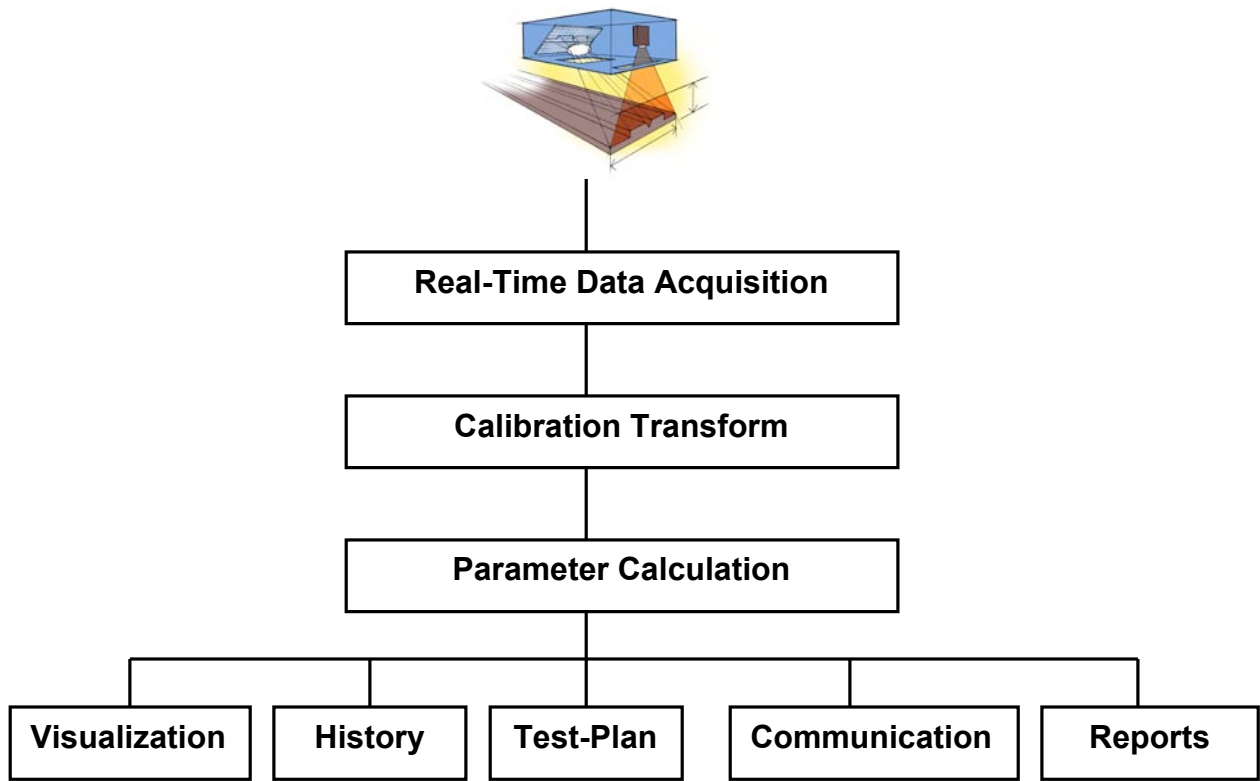 Real-Time Data Acquisition
Calibration Transform
Parameter Calculation
Visualization
History
Test-Plan
Communication
Reports